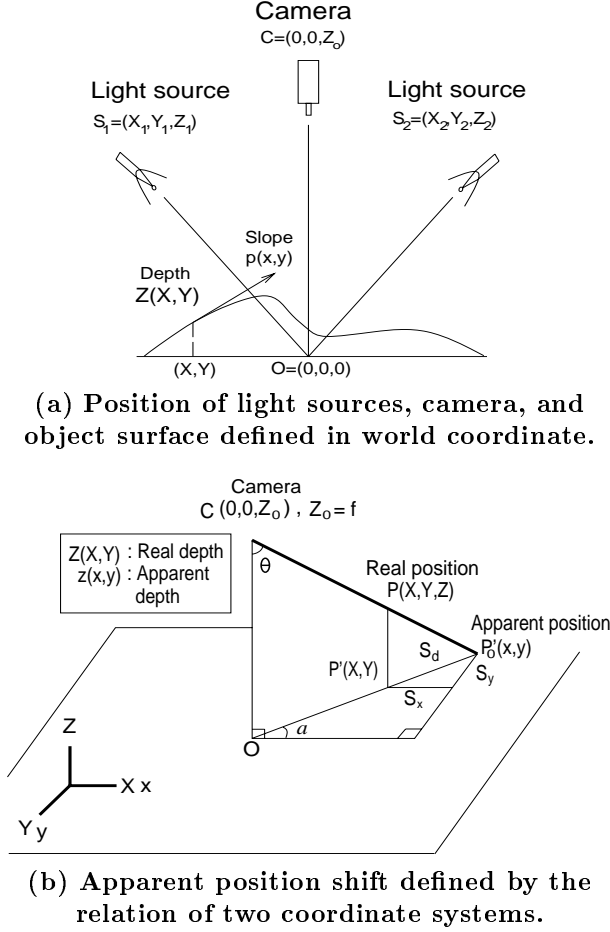 Camera
C=(0,0,Z₀)
Light source
S₁=(X₁,Y₁,Z₁)
Light source
S₂=(X₂,Y₂,Z₂)
Slope
p(x,y)
Depth
Z(X,Y)
(X,Y)
O=(0,0,0)
(a) Position of light sources, camera, and
object surface defined in world coordinate.
Camera
C (0,0,Z₀) , Z₀= f
Z(X,Y) : Real depth
z(x,y) : Apparent
depth
θ
Real position
P(X,Y,Z)
Apparent position
P₀'(x,y)
S_d
P'(X,Y)
S_y
S_x
a
O
Z
X x
Y y
(b) Apparent position shift defined by the
relation of two coordinate systems.